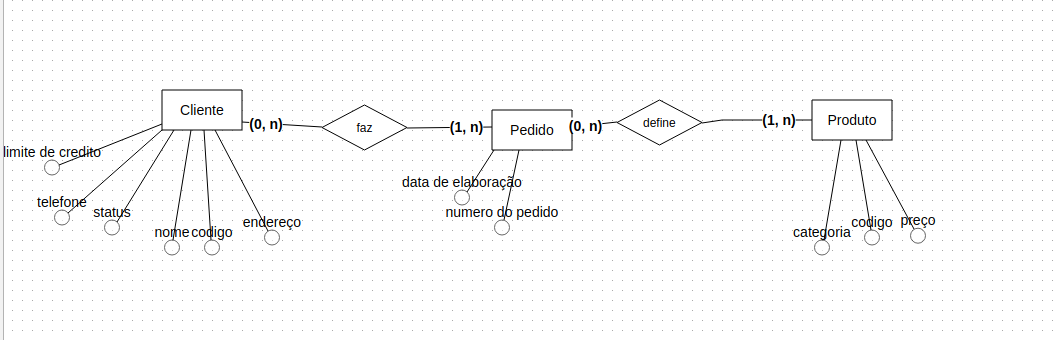 Cliente
(0, n)
faz
(1, n)
Pedido
(0, n)
define
(1, n)
Produto
limite de credito
telefone
status
nome
codigo
endereço
data de elaboração
numero do pedido
categoria
codigo
preço